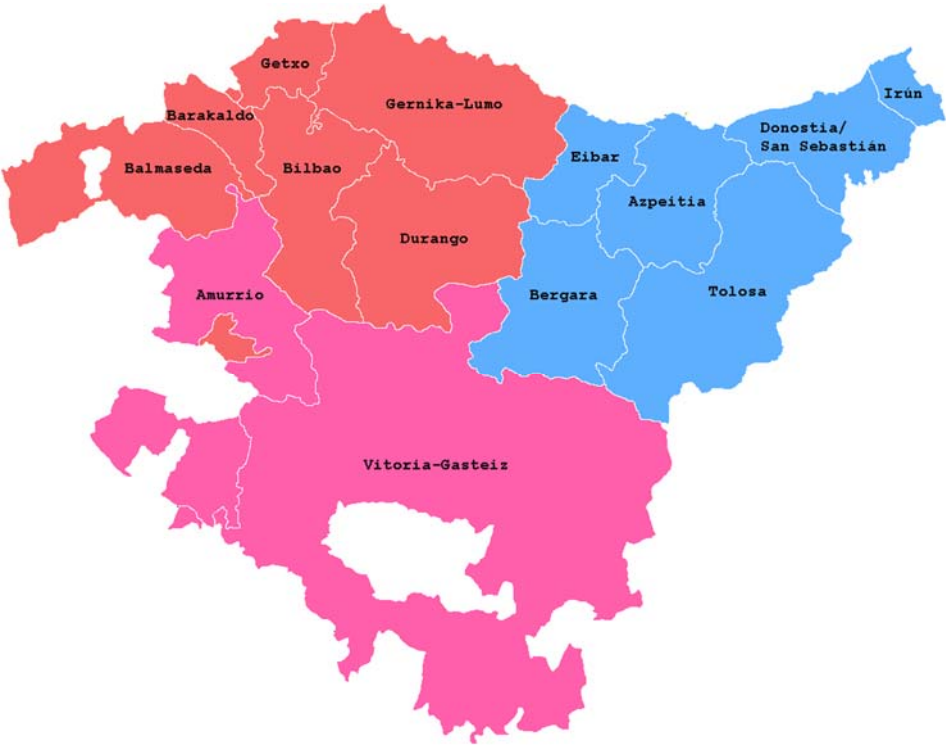 Getxo
Irún
Gernika-Lumo
Barakaldo
Donostia/
San Sebastián
Eibar
Balmaseda
Bilbao
Azpeitia
Durango
Amurrio
Bergara
Tolosa
Vitoria-Gasteiz